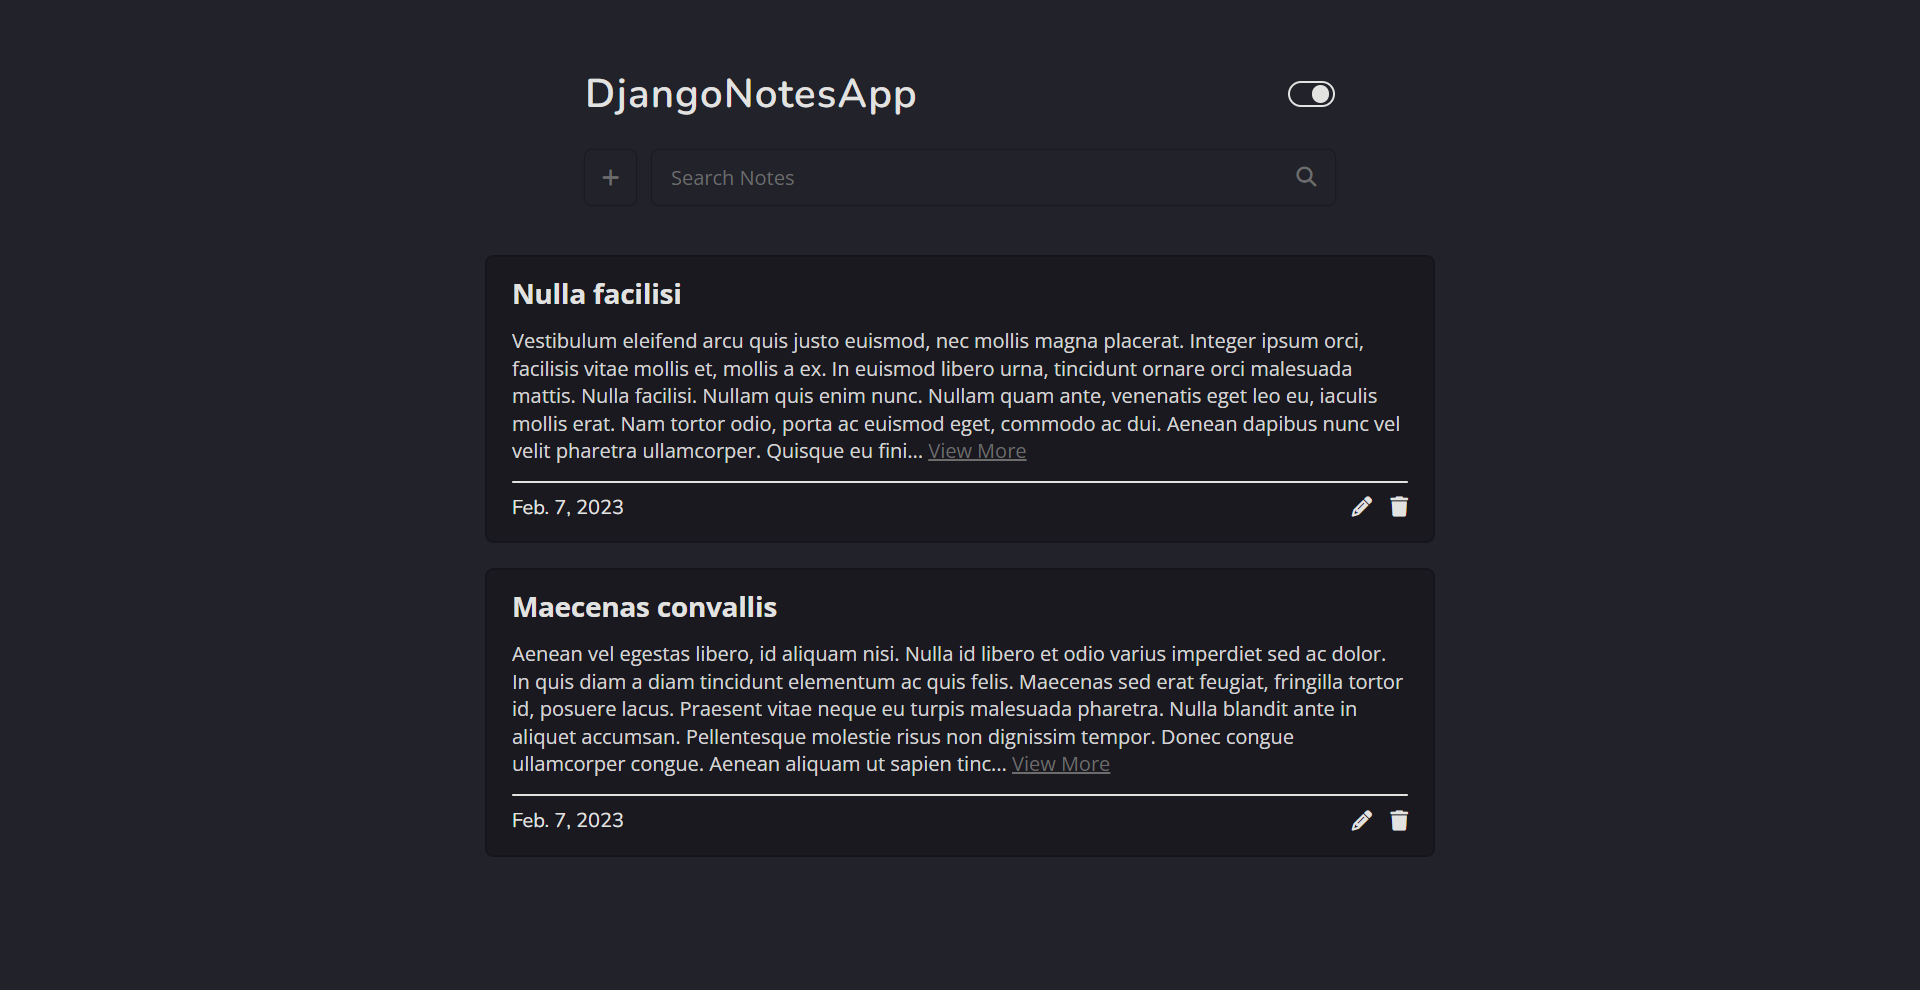 DjangoNotesApp
Search Notes
Nulla facilisi
Vestibulum eleifend arcu quis justo euismod, nec mollis magna placerat. Integer ipsum orci,
facilisis vitae mollis et, mollis a ex. In euismod libero urna, tincidunt ornare orci malesuada
mattis. Nulla facilisi. Nullam quis enim nunc. Nullam quam ante, venenatis eget leo eu, iaculis
mollis erat. Nam tortor odio, porta ac euismod eget, commodo ac dui. Aenean dapibus nunc vel
velit pharetra ullamcorper. Quisque eu fini... View More
Feb. 7, 2023
Maecenas convallis
Aenean vel egestas libero, id aliquam nisi. Nulla id libero et odio varius imperdiet sed ac dolor.
In quis diam a diam tincidunt elementum ac quis felis. Maecenas sed erat feugiat, fringilla tortor
id, posuere lacus. Praesent vitae neque eu turpis malesuada pharetra. Nulla blandit ante in
aliquet accumsan. Pellentesque molestie risus non dignissim tempor. Donec congue
ullamcorper congue. Aenean aliquam ut sapien tinc... View More
Feb. 7, 2023